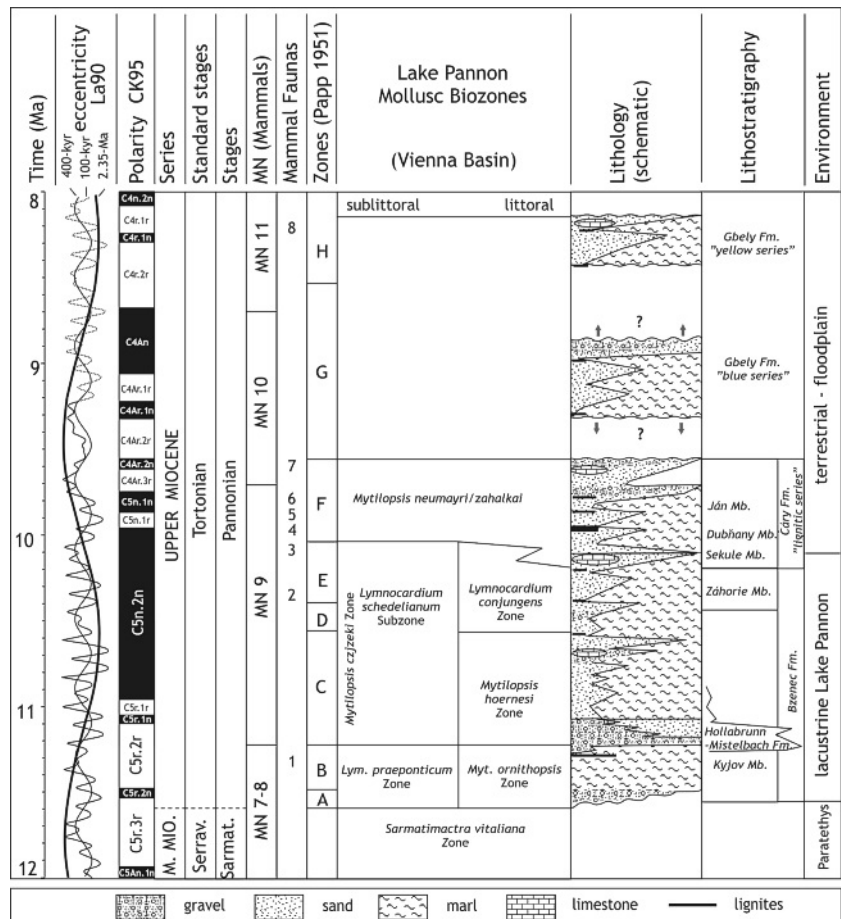 Time (Ma)
400-kyr
100-kyr
2.35-Ma
eccentricity
La90
Polarity CK95
Series
Standard stages
Stages
MN (Mammals)
Mammal Faunas
Zones (Papp 1951)
Lake Pannon
Mollusc Biozones
(Vienna Basin)
Lithology
(schematic)
Lithostratigraphy
Environment
8
9
10
11
12
C4n.2n
C4r.1r
C4r.1n
C4r.2r
C4An
C4Ar.1r
C4Ar.1n
C4Ar.2r
C4Ar.2n
C4Ar.3r
C5n.1n
C5n.1r
C5n.2n
C5r.1r
C5r.1n
C5r.2r
C5r.2n
C5r.3r
C5An.1n
UPPER MIOCENE
M. MIO.
Tortonian
Serrav.
Pannonian
Sarmat.
MN 11
MN 10
MN 9
MN 7-8
8
7
6
5
4
3
2
1
H
G
F
E
D
C
B
A
sublittoral
littoral
Mytilopsis neumayri/zahalkai
Mytilopsis czjzeki Zone
Lymnocardium
schedelianum
Subzone
Lymnocardium
conjungens
Zone
Mytilopsis
hoernesi
Zone
Lym. praeponticum
Zone
Myt. ornithopsis
Zone
Sarmatimactra vitaliana
Zone
?
?
Gbely Fm.
"yellow series"
Gbely Fm.
"blue series"
Ján Mb.
Dubňany Mb.
Sekule Mb.
Čáry Fm.
"lignitic series"
Záhorie Mb.
Bzenec Fm.
Hollabrunn
-Mistelbach Fm.
Kyjov Mb.
terrestrial - floodplain
lacustrine Lake Pannon
Paratethys
gravel
sand
marl
limestone
lignites